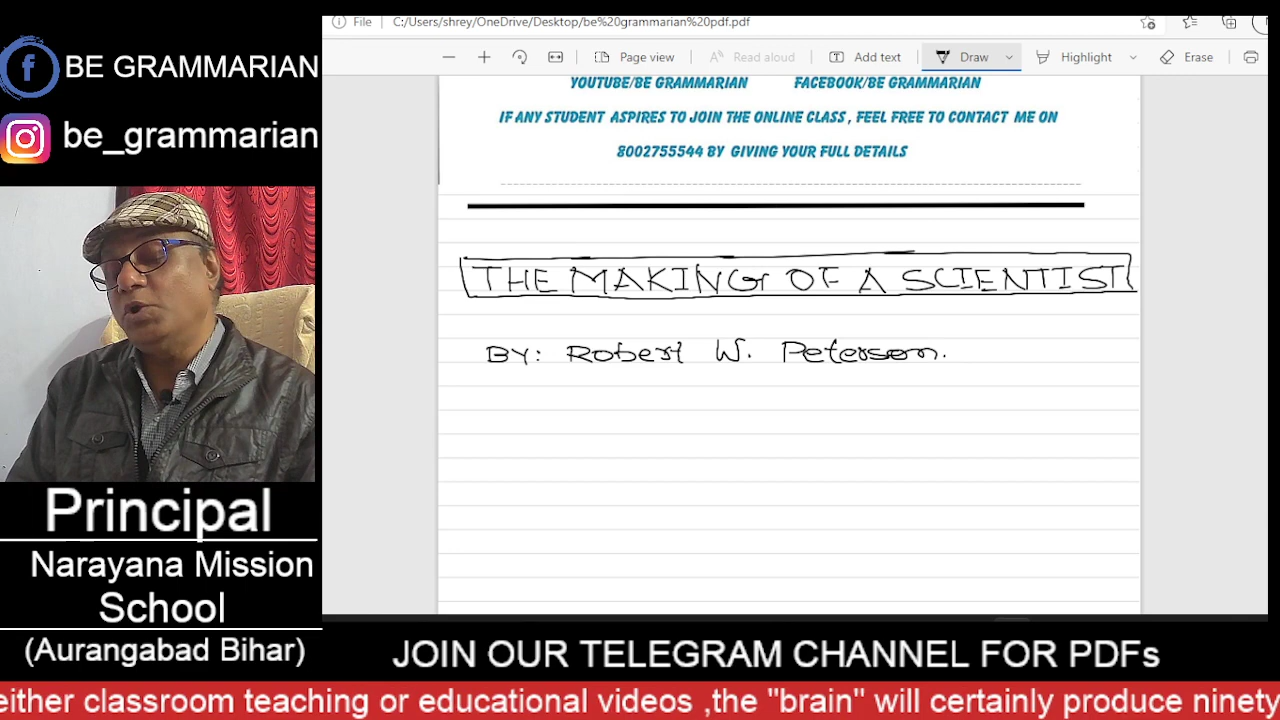 BE GRAMMARIAN
be_grammarian
Principal
Narayana Mission
School
(Aurangabad Bihar)
File C:/Users/shrey/OneDrive/Desktop/be%20grammarian%20pdf.pdf
Page view Read aloud Add text Draw Highlight Erase
YOUTUBE/BE GRAMMARIAN FACEBOOK/BE GRAMMARIAN
IF ANY STUDENT ASPIRES TO JOIN THE ONLINE CLASS , FEEL FREE TO CONTACT ME ON
8002755544 BY GIVING YOUR FULL DETAILS
THE MAKING OF A SCIENTIST
BY: Robert W. Peterson.
JOIN OUR TELEGRAM CHANNEL FOR PDFs
either classroom teaching or educational videos ,the "brain" will certainly produce ninety